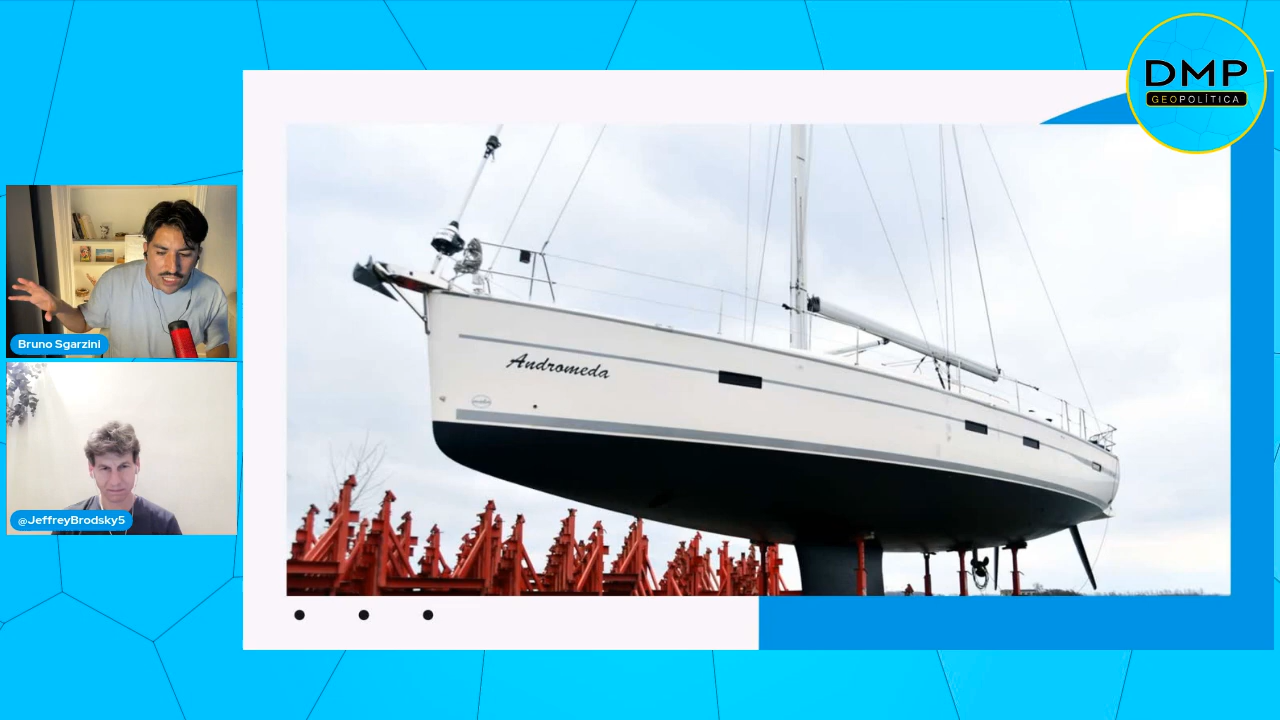 DMP
GEOPOLÍTICA
Bruno Sgarzini
Andromeda
@JeffreyBrodsky5